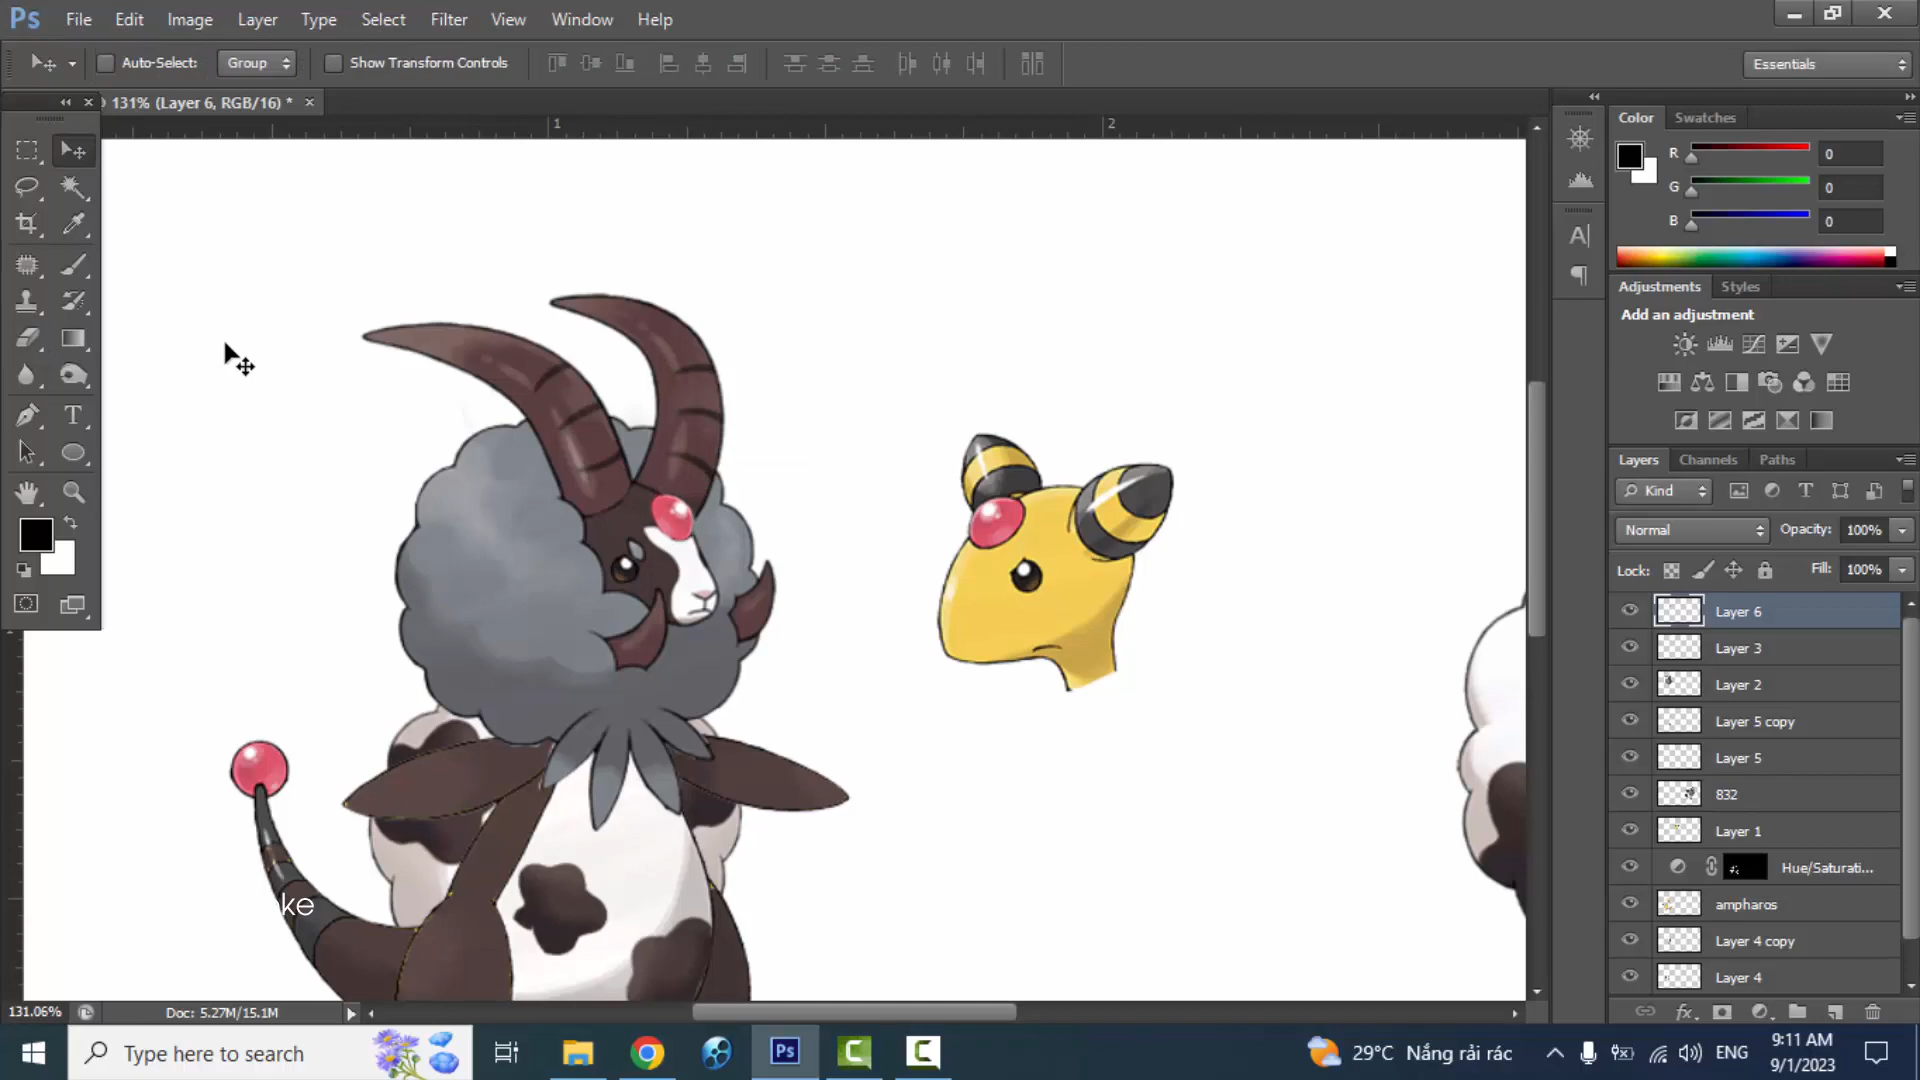 Ps File Edit Image Layer Type Select Filter View Window Help
Auto-Select: Group Show Transform Controls Essentials
131% (Layer 6, RGB/16) * ×
1 2
Color Swatches
R 0
G 0
B 0
Adjustments Styles
Add an adjustment
Layers Channels Paths
Kind
Normal Opacity: 100%
Lock: Fill: 100%
Layer 6
Layer 3
Layer 2
Layer 5 copy
Layer 5
832
Layer 1
Hue/Saturati...
ampharos
Layer 4 copy
Layer 4
ke
131.06% Doc: 5.27M/15.1M
Type here to search
Ps
29°C Nắng rải rác
ENG
9:11 AM
9/1/2023